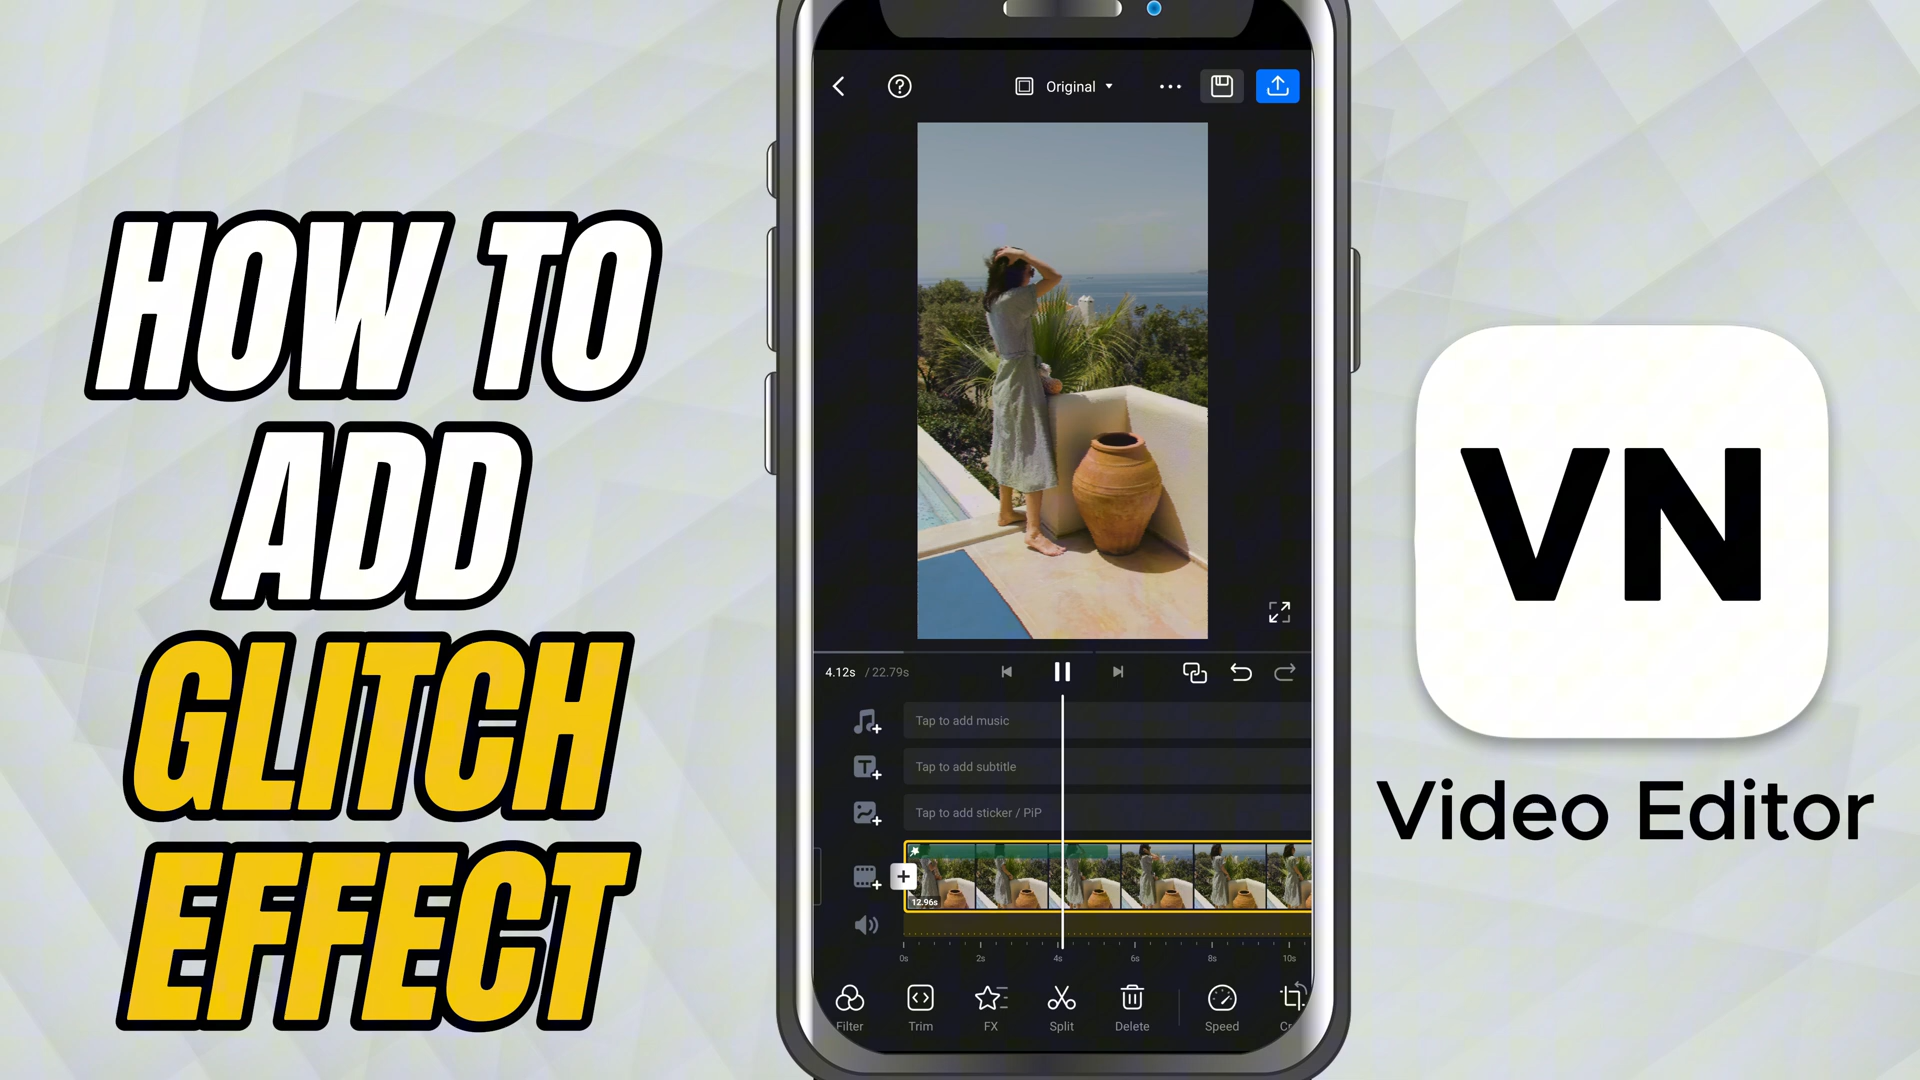 HOW TO
ADD
GLITCH
EFFECT
Original
4.12s / 22.79s
Tap to add music
Tap to add subtitle
Tap to add sticker / PiP
12.96s
0s 2s 4s 6s 8s 10s
Filter Trim FX Split Delete Speed Cr
VN
Video Editor